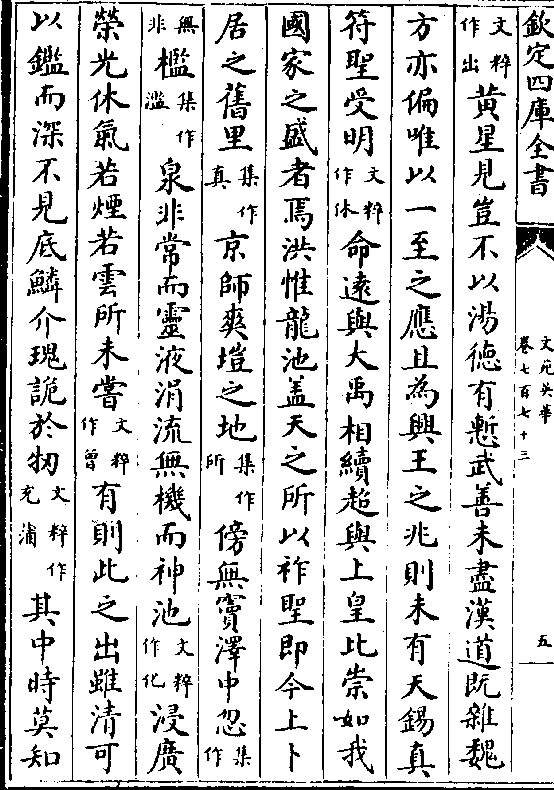 欽定四庫全書
文苑英華
卷七百七十三
五
文粹作出黄星見豈不以湯德有慙武善未盡漢道既雜魏
方亦偏唯以一至之應且為興王之兆則未有天錫真
符聖受明文粹作休命遠與大禹相續超與上皇比崇如我
國家之盛者焉洪惟龍池盖天之所以祚聖即今上卜
居之舊里集作真京師爽塏之地集作所傍無竇澤中忽集作
無非檻集作濫泉非常而靈液涓流無機而神池文粹作化浸廣
榮光休氣若煙若雲所未嘗文粹作曾有則此之出雖清可
以鑑而深不見底鱗介瑰詭於牣文粹作充浦其中時莫知